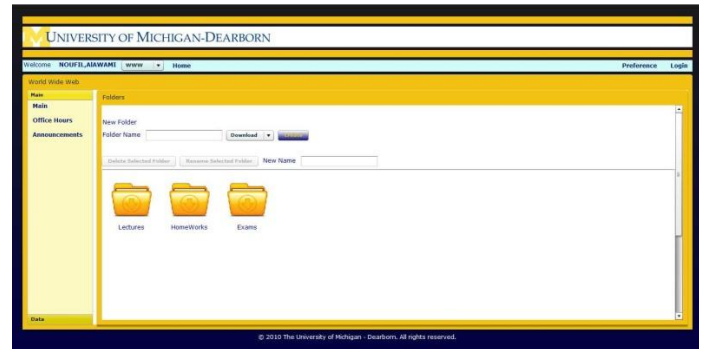 UNIVERSITY OF MICHIGAN-DEARBORN
Welcome NOUFIL,AlAWAMI www Home Preference Login
World Wide Web
Main Folders
Main
Office Hours
Announcements
New Folder
Folder Name Download
Delete Selected Folder Rename Selected Folder New Name
Lectures HomeWorks Exams
Data
© 2010 The University of Michigan - Dearborn. All rights reserved.